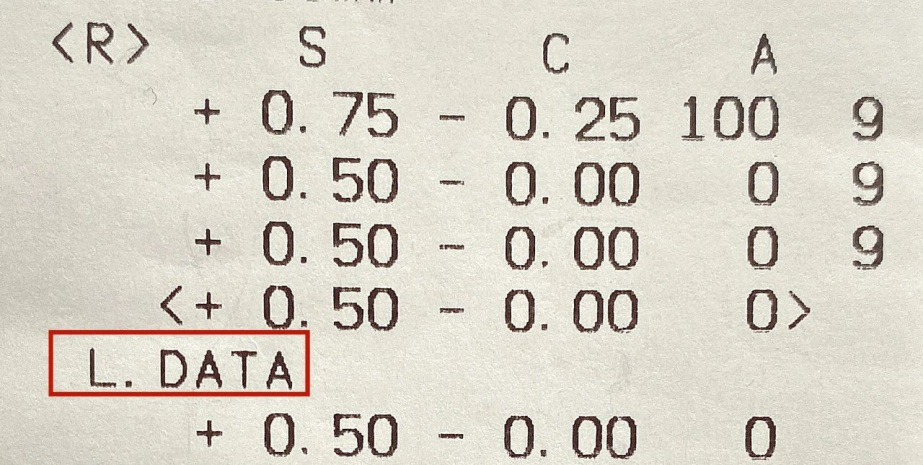 <R> S C A
+ 0.75 - 0.25 100 9
+ 0.50 - 0.00 0 9
+ 0.50 - 0.00 0 9
<+ 0.50 - 0.00 0>
L. DATA
+ 0.50 - 0.00 0